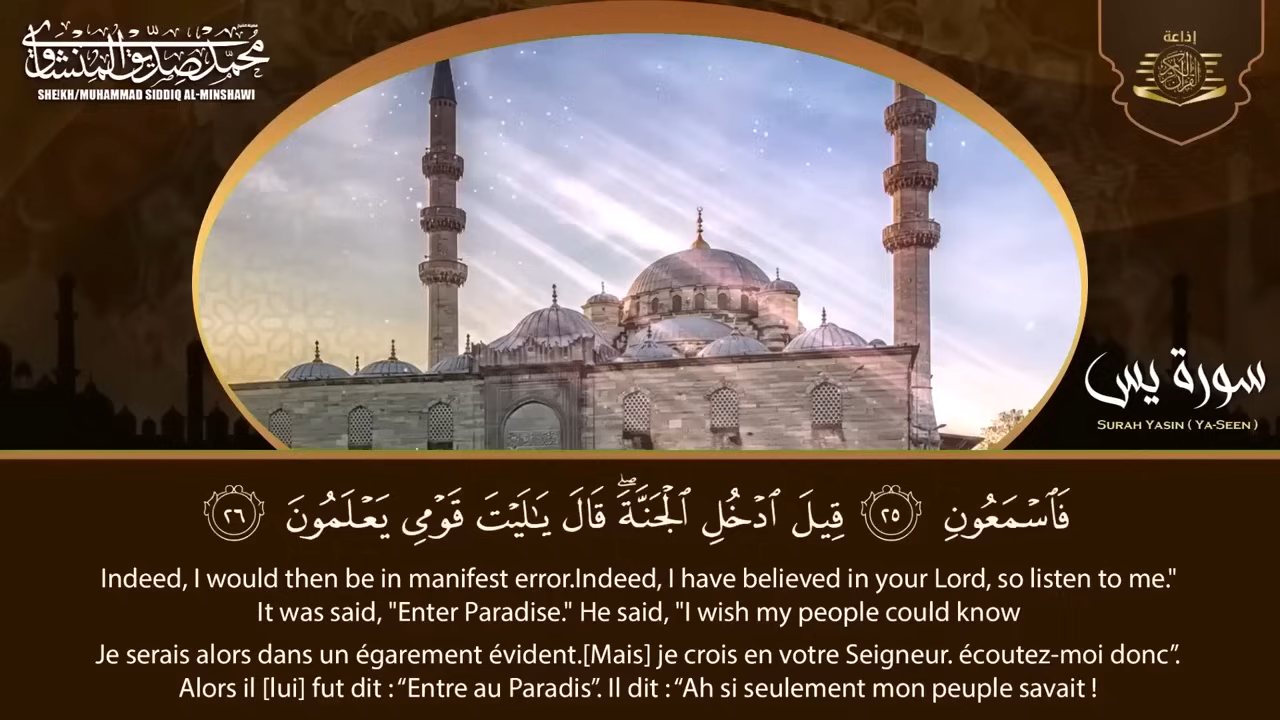 محمد صديق المنشاوي
SHEIKH/MUHAMMAD SIDDIQ AL-MINSHAWI
إذاعة
القرآن الكريم
سورة يس
SURAH YASIN ( YA-SEEN )
فَٱسۡمَعُونِ ٢٥ قِيلَ ٱدۡخُلِ ٱلۡجَنَّةَۖ قَالَ يَٰلَيۡتَ قَوۡمِي يَعۡلَمُونَ ٢٦
Indeed, I would then be in manifest error.Indeed, I have believed in your Lord, so listen to me."
It was said, "Enter Paradise." He said, "I wish my people could know
Je serais alors dans un égarement évident.[Mais] je crois en votre Seigneur. écoutez-moi donc”.
Alors il [lui] fut dit : “Entre au Paradis”. Il dit : “Ah si seulement mon peuple savait !